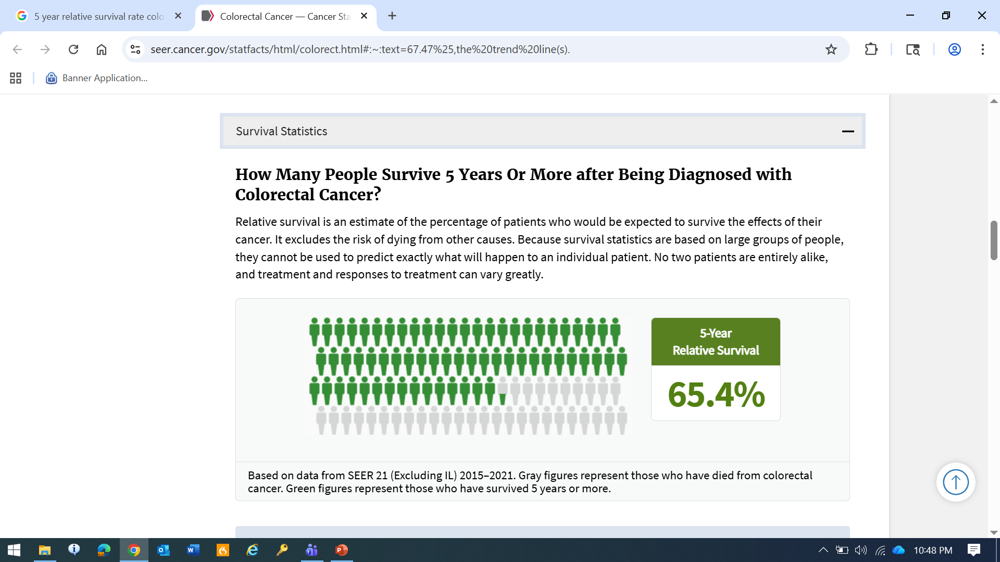 5 year relative survival rate colo
Colorectal Cancer — Cancer Sta
seer.cancer.gov/statfacts/html/colorect.html#:~:text=67.47%25,the%20trend%20line(s).
Banner Application...
Survival Statistics
How Many People Survive 5 Years Or More after Being Diagnosed with
Colorectal Cancer?
Relative survival is an estimate of the percentage of patients who would be expected to survive the effects of their
cancer. It excludes the risk of dying from other causes. Because survival statistics are based on large groups of people,
they cannot be used to predict exactly what will happen to an individual patient. No two patients are entirely alike,
and treatment and responses to treatment can vary greatly.
5-Year
Relative Survival
65.4%
Based on data from SEER 21 (Excluding IL) 2015–2021. Gray figures represent those who have died from colorectal
cancer. Green figures represent those who have survived 5 years or more.
10:48 PM